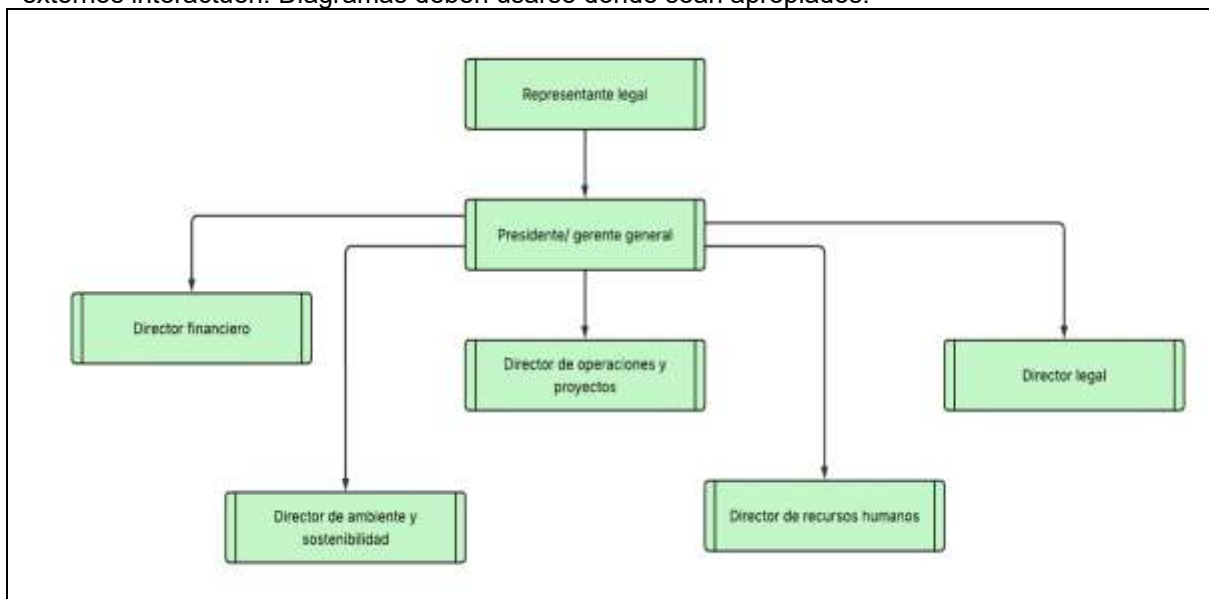 externos interactúen. Diagramas deben usarse donde sean apropiados.
Representante legal
Presidente/ gerente general
Director financiero
Director de operaciones y
proyectos
Director legal
Director de ambiente y
sostenibilidad
Director de recursos humanos